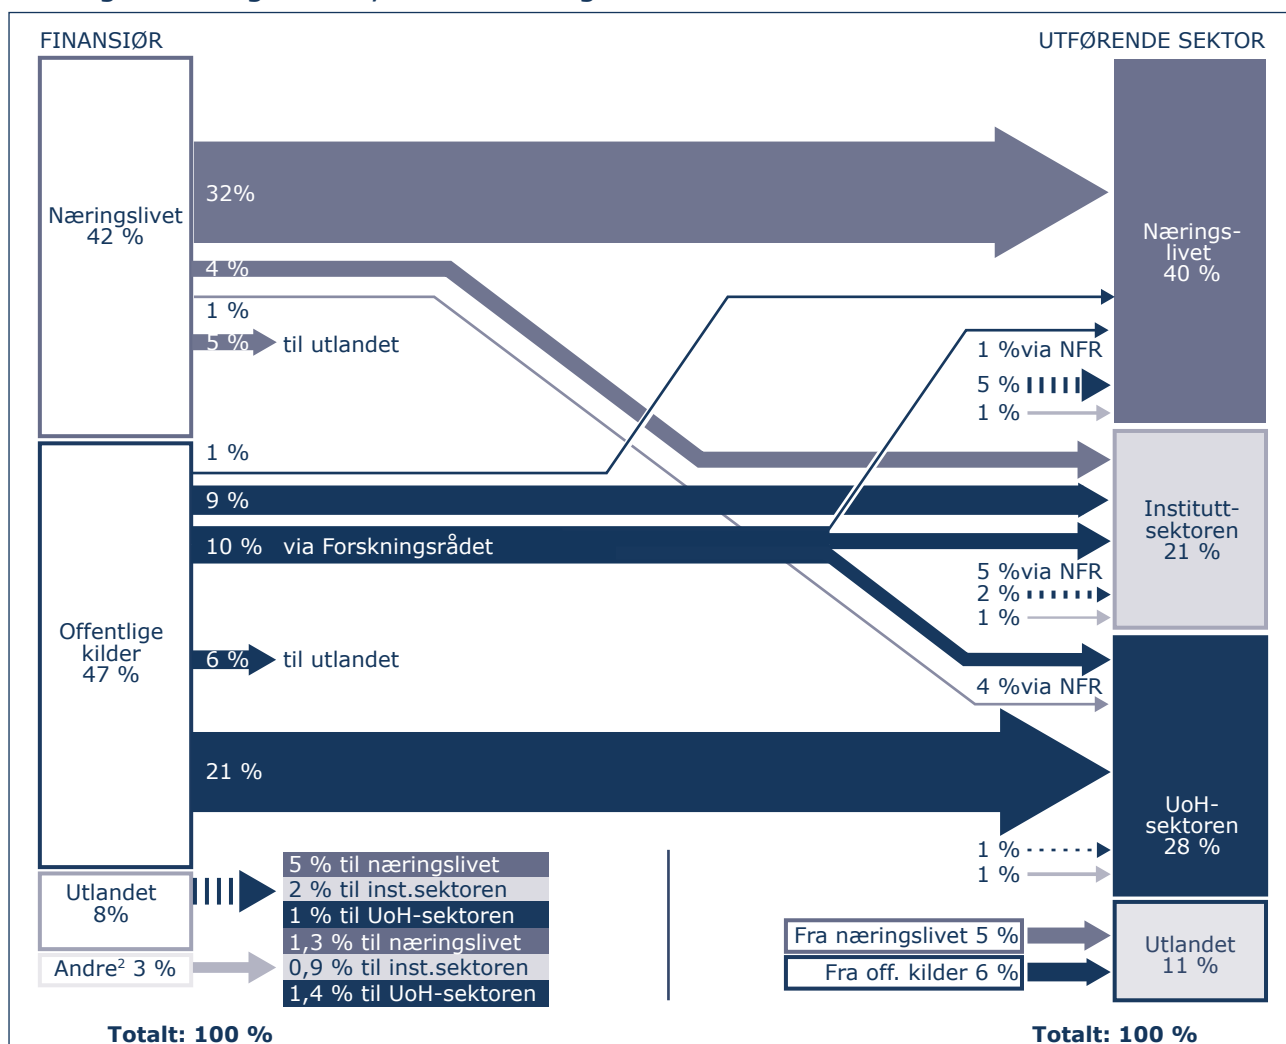 FINANSIØR
UTFØRENDE SEKTOR
Næringslivet
42 %
32%
4 %
1 %
5 % til utlandet
Nærings-
livet
40 %
1 %via NFR
5 %
1 %
1 %
9 %
10 % via Forskningsrådet
6 % til utlandet
21 %
Offentlige
kilder
47 %
Institutt-
sektoren
21 %
5 %via NFR
2 %
1 %
4 %via NFR
UoH-
sektoren
28 %
1 %
1 %
Utlandet
8%
5 % til næringslivet
2 % til inst.sektoren
1 % til UoH-sektoren
Andre2 3 %
1,3 % til næringslivet
0,9 % til inst.sektoren
1,4 % til UoH-sektoren
Fra næringslivet 5 %
Fra off. kilder 6 %
Utlandet
11 %
Totalt: 100 %
Totalt: 100 %